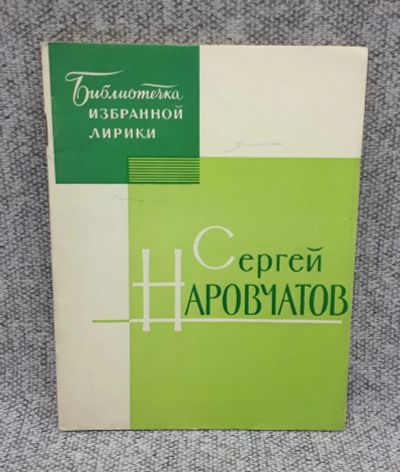 Библиотечка
ИЗБРАННОЙ
ЛИРИКИ
Сергей
НАРОВЧАТОВ